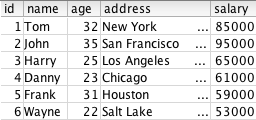 id name age address salary
1 Tom 32 New York ... 85000
2 John 35 San Francisco ... 95000
3 Harry 25 Los Angeles ... 65000
4 Danny 23 Chicago ... 61000
5 Frank 31 Houston ... 59000
6 Wayne 22 Salt Lake ... 53000